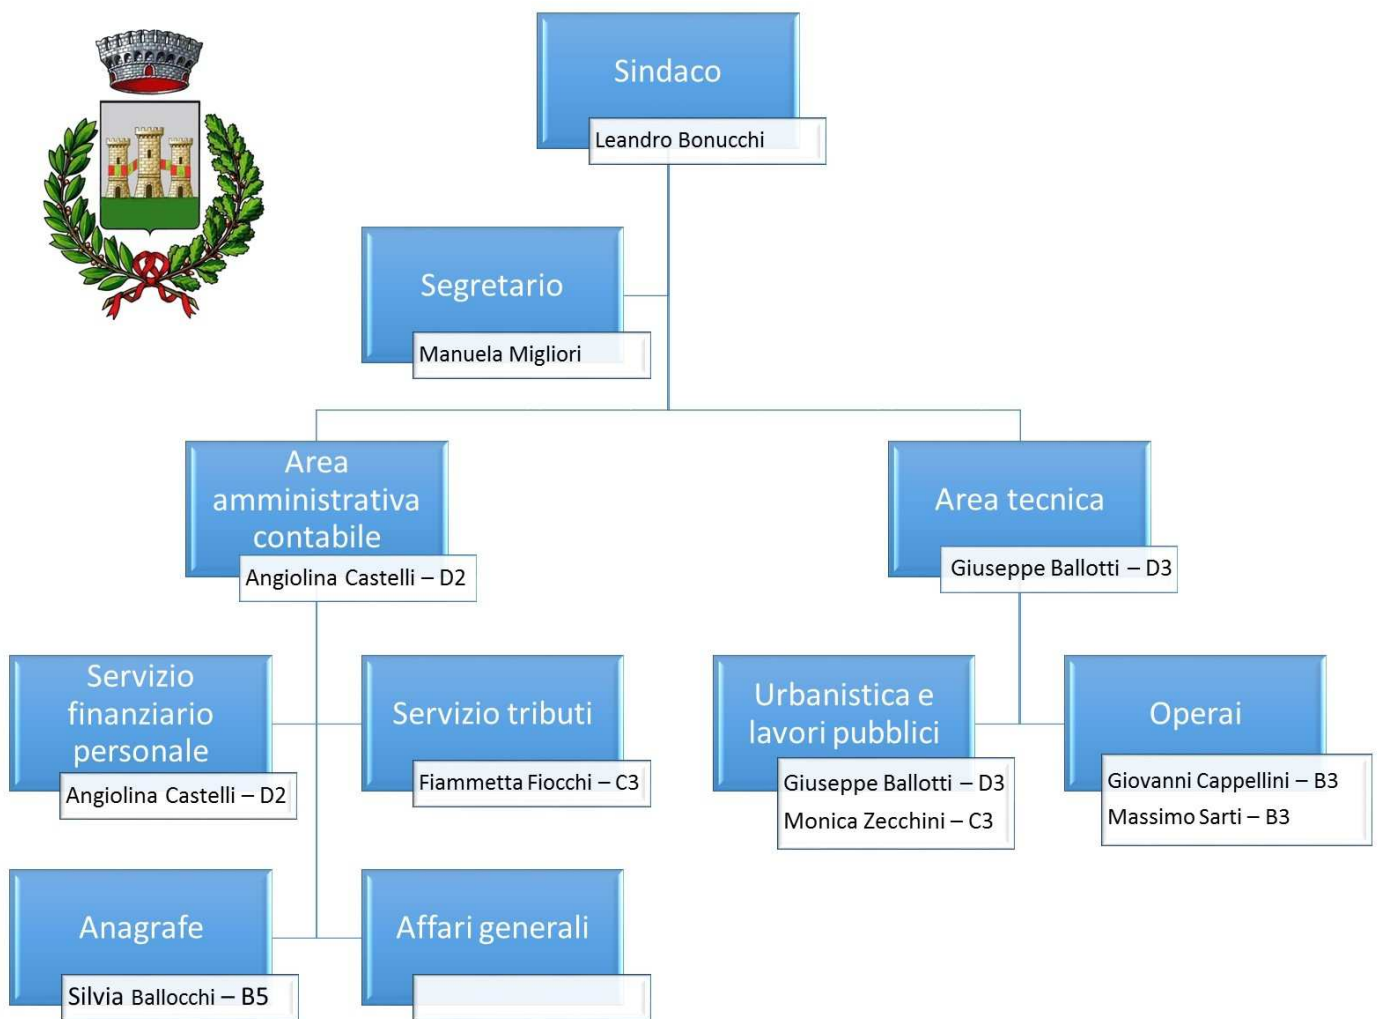 Sindaco
Leandro Bonucchi
Segretario
Manuela Migliori
Area
amministrativa
contabile
Angiolina Castelli – D2
Area tecnica
Giuseppe Ballotti – D3
Servizio
finanziario
personale
Angiolina Castelli – D2
Servizio tributi
Fiammetta Fiocchi – C3
Urbanistica e
lavori pubblici
Giuseppe Ballotti – D3
Monica Zecchini – C3
Operai
Giovanni Cappellini – B3
Massimo Sarti – B3
Anagrafe
Silvia Ballocchi – B5
Affari generali